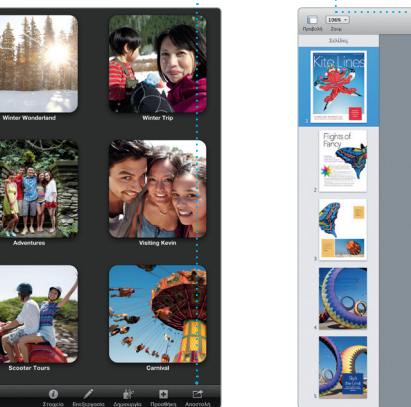 Winter Wonderland
Winter Trip
Adventures
Visiting Kevin
Scooter Tours
Carnival
Στοιχεία Επεξεργασία Δημιουργία Προσθήκη Αποστολή
106%
Προβολή Ζουμ
Σελίδες
Kite Lines
1
Flights of
Fancy
2
3
4
5